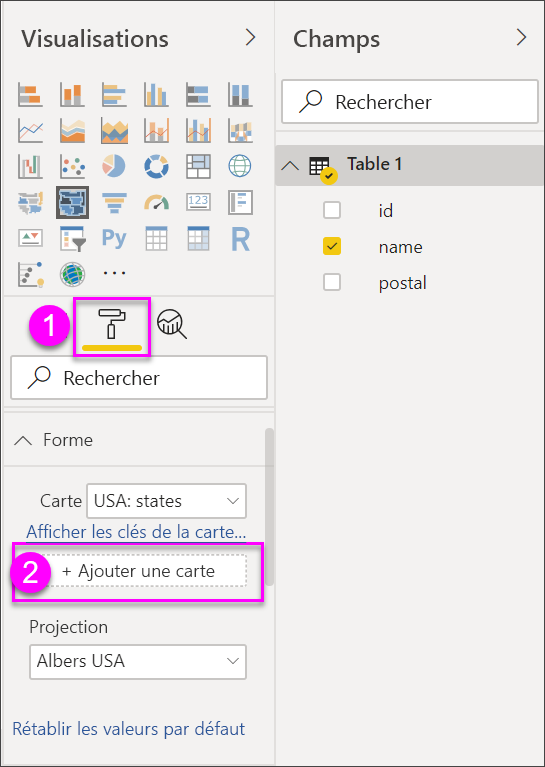 Visualisations
Champs
Rechercher
Table 1
id
name
postal
123
Py
R
1
Rechercher
Forme
Carte USA: states
Afficher les clés de la carte...
2
+ Ajouter une carte
Projection
Albers USA
Rétablir les valeurs par défaut